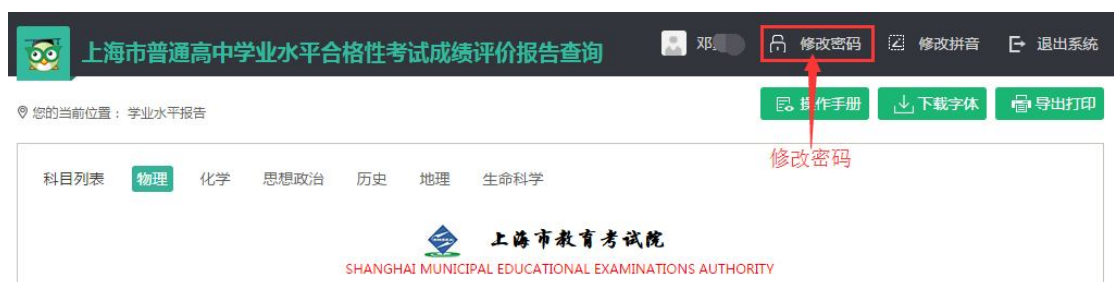 上海市普通高中学业水平合格性考试成绩评价报告查询 邓 修改密码 修改拼音 退出系统
您的当前位置： 学业水平报告 操作手册 下载字体 导出打印
修改密码
科目列表 物理 化学 思想政治 历史 地理 生命科学
上海市教育考试院
SHANGHAI MUNICIPAL EDUCATIONAL EXAMINATIONS AUTHORITY